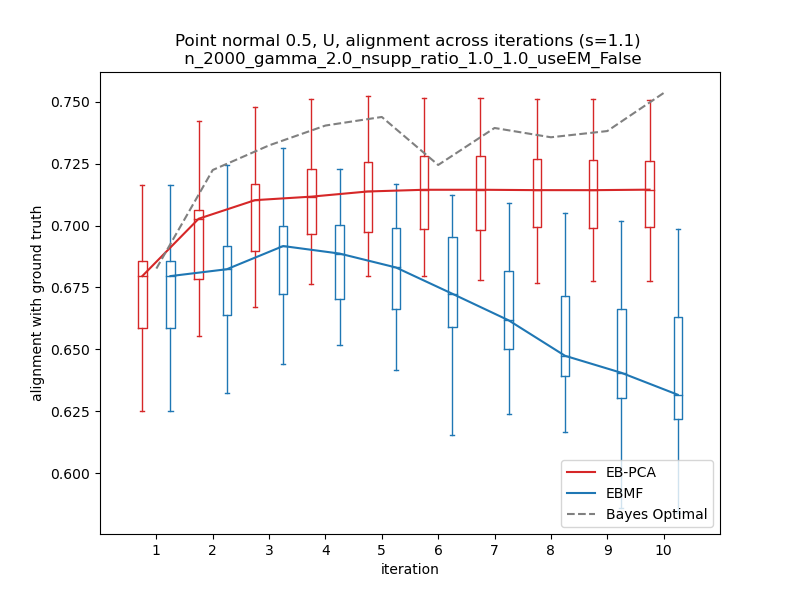 Point normal 0.5, U, alignment across iterations (s=1.1)
n_2000_gamma_2.0_nsupp_ratio_1.0_1.0_useEM_False
alignment with ground truth
0.750
0.725
0.700
0.675
0.650
0.625
0.600
EB-PCA
EBMF
Bayes Optimal
1 2 3 4 5 6 7 8 9 10
iteration